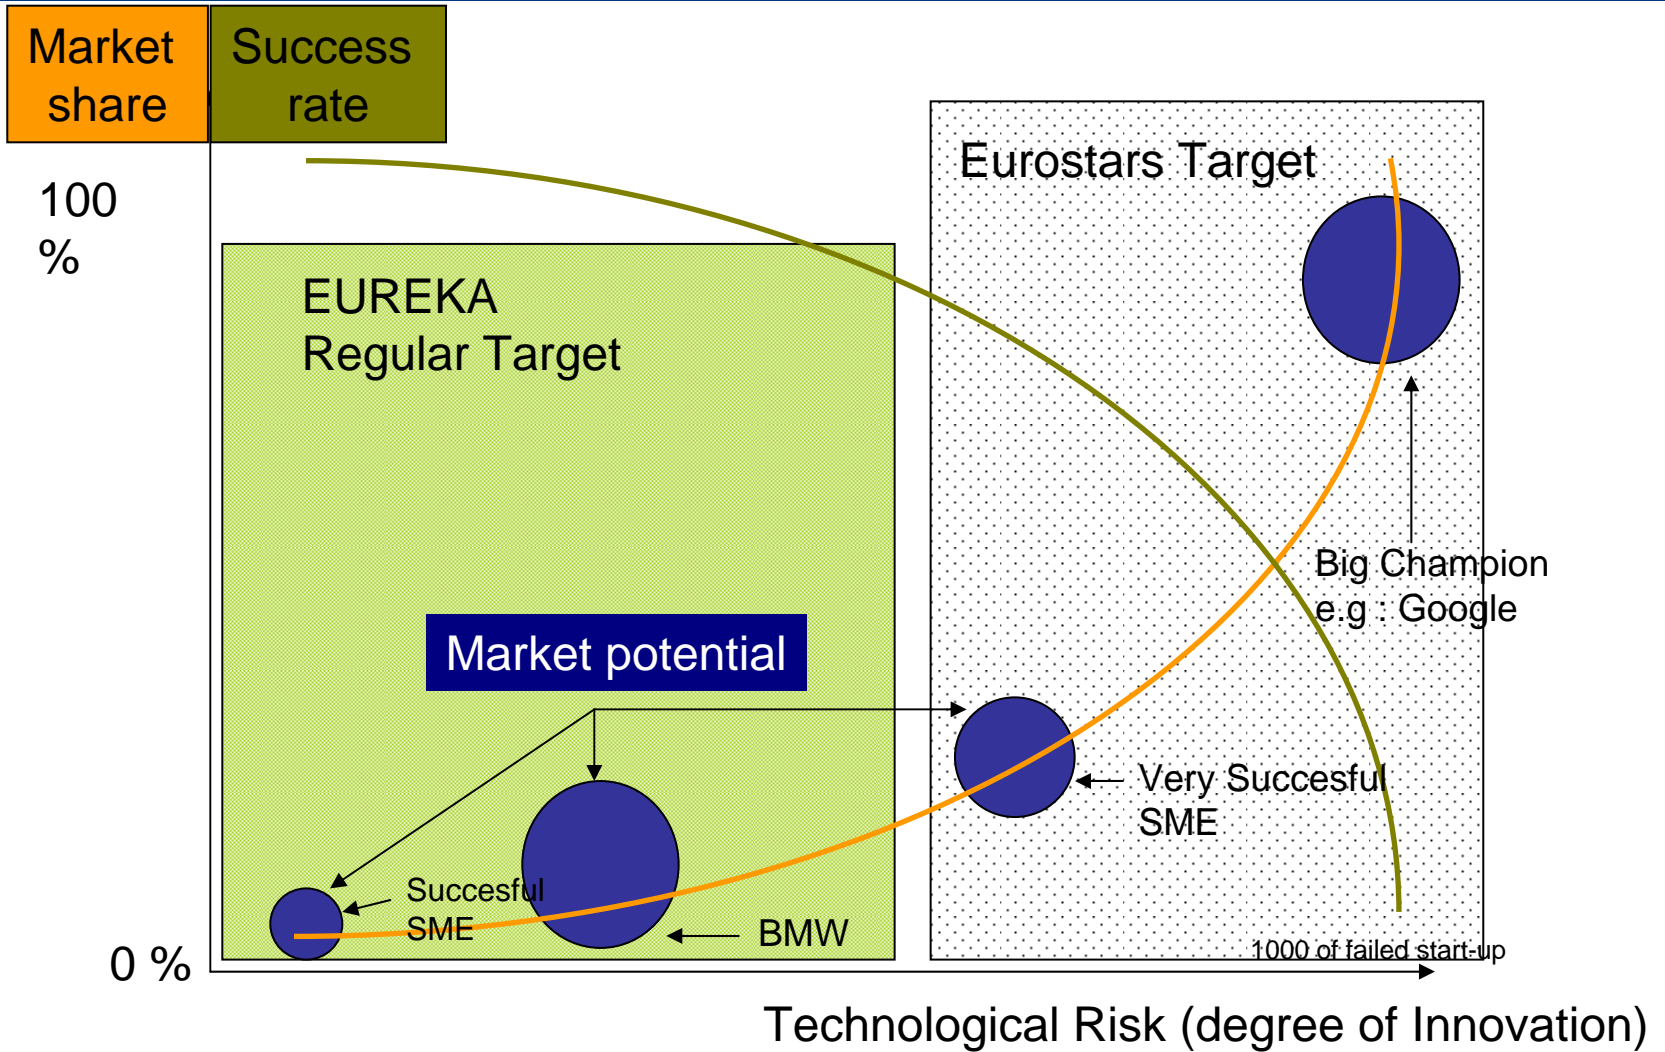 Market
share
Success
rate
100
%
Eurostars Target
EUREKA
Regular Target
Big Champion
e.g : Google
Market potential
Very Succesful
SME
Succesful
SME
BMW
1000 of failed start-up
0 %
Technological Risk (degree of Innovation)